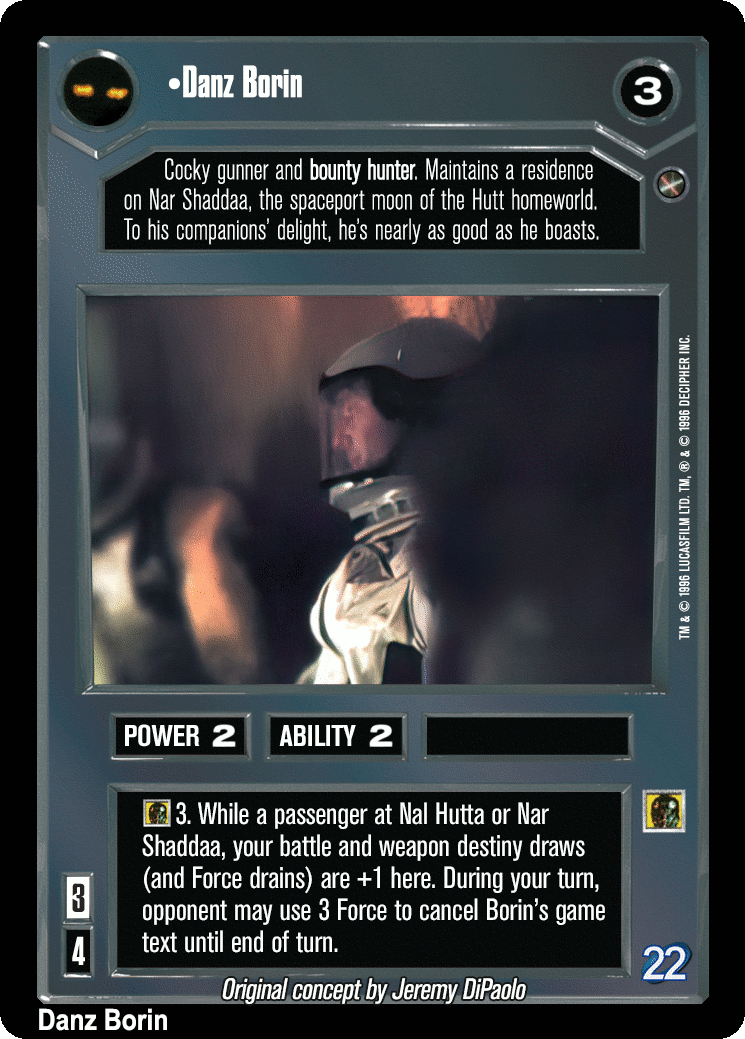 •Danz Borin
3
Cocky gunner and bounty hunter. Maintains a residence
on Nar Shaddaa, the spaceport moon of the Hutt homeworld.
To his companions' delight, he's nearly as good as he boasts.
TM & © 1996 LUCASFILM LTD. TM, ® & © 1996 DECIPHER INC.
POWER 2
ABILITY 2
3. While a passenger at Nal Hutta or Nar
Shaddaa, your battle and weapon destiny draws
(and Force drains) are +1 here. During your turn,
opponent may use 3 Force to cancel Borin's game
text until end of turn.
3
4
22
Original concept by Jeremy DiPaolo
Danz Borin